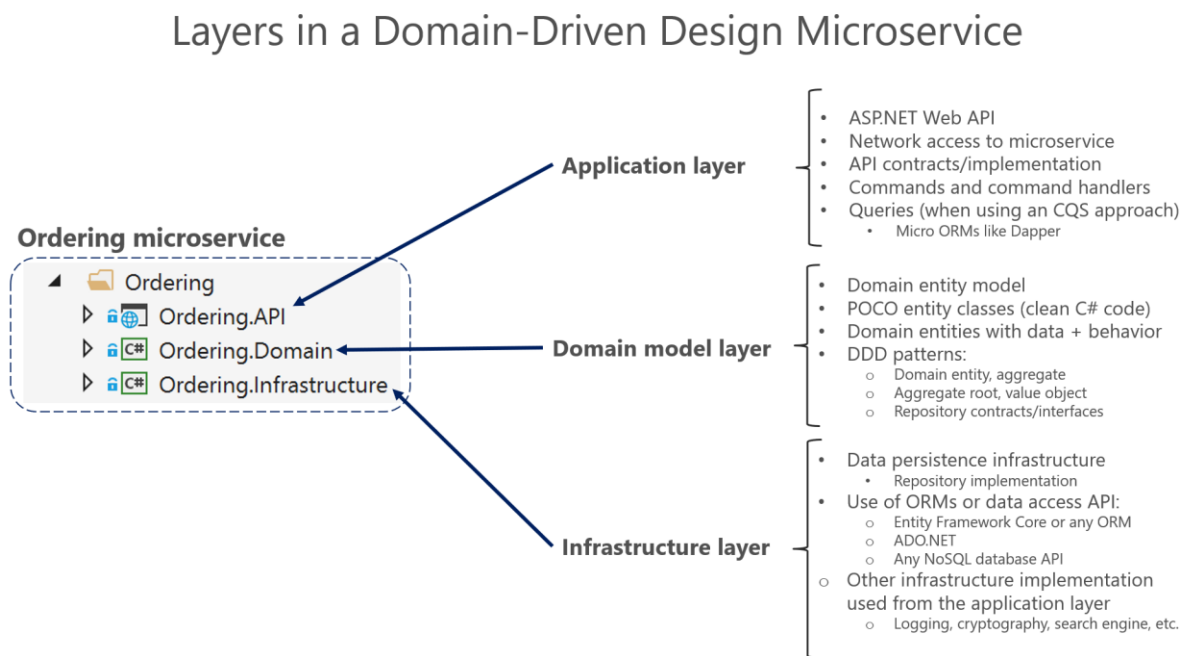 Layers in a Domain-Driven Design Microservice
Ordering microservice
Ordering
Ordering.API
C# Ordering.Domain
C# Ordering.Infrastructure
Application layer
• ASP.NET Web API
• Network access to microservice
• API contracts/implementation
• Commands and command handlers
• Queries (when using an CQS approach)
• Micro ORMs like Dapper
Domain model layer
• Domain entity model
• POCO entity classes (clean C# code)
• Domain entities with data + behavior
• DDD patterns:
o Domain entity, aggregate
o Aggregate root, value object
o Repository contracts/interfaces
Infrastructure layer
• Data persistence infrastructure
• Repository implementation
• Use of ORMs or data access API:
o Entity Framework Core or any ORM
o ADO.NET
o Any NoSQL database API
o Other infrastructure implementation
used from the application layer
o Logging, cryptography, search engine, etc.